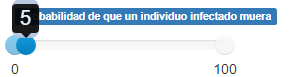 5
babilidad de que un individuo infectado muera
0 100